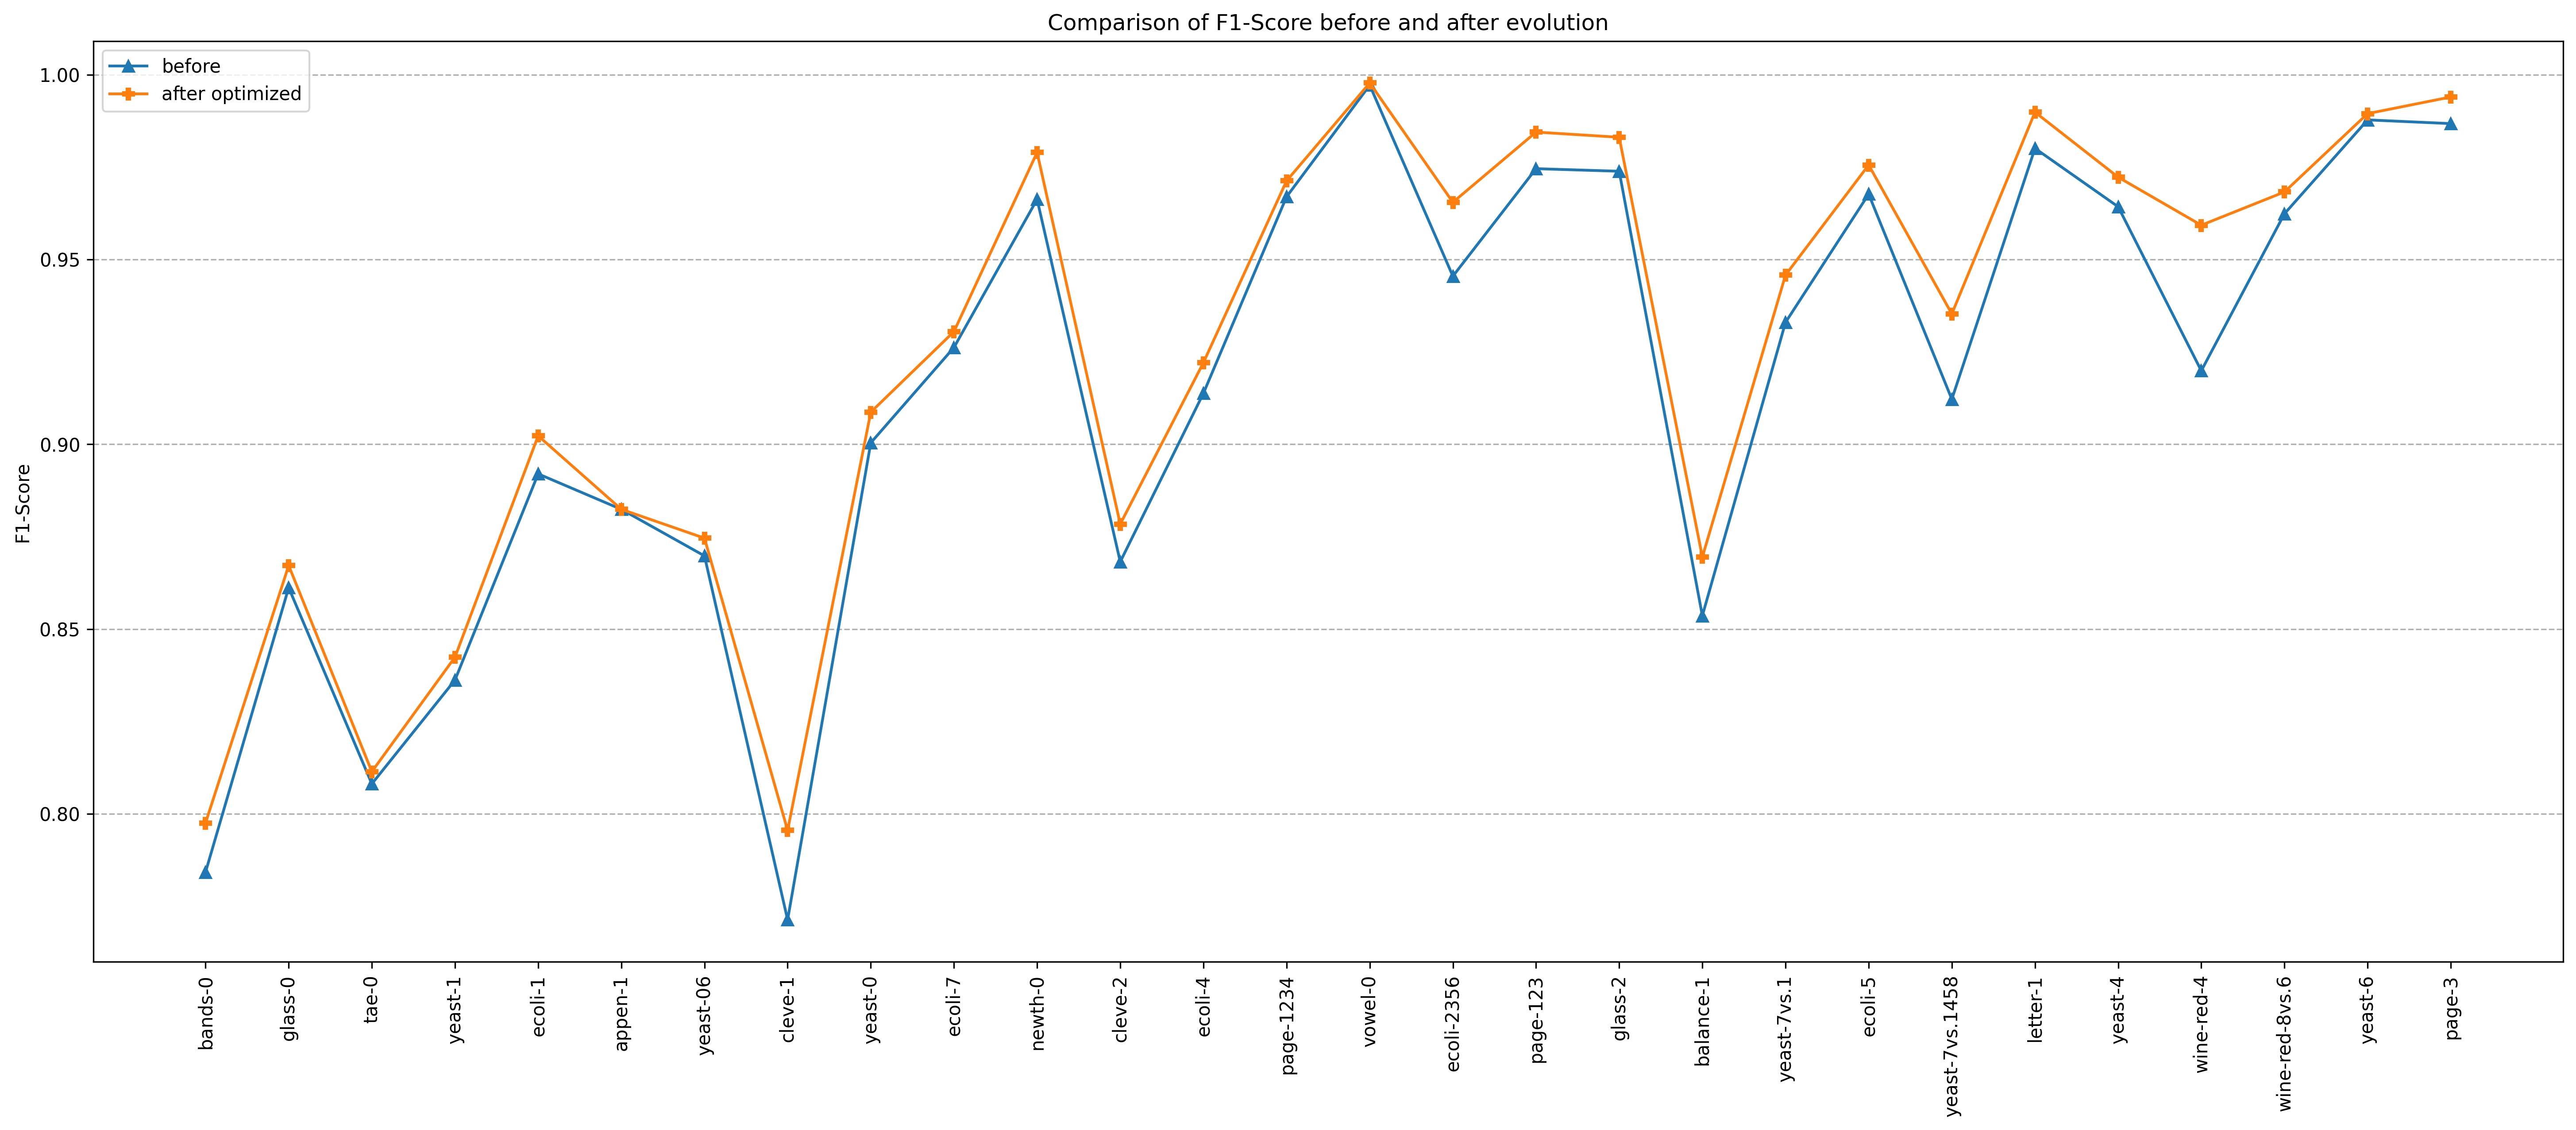 Comparison of F1-Score before and after evolution
before
after optimized
F1-Score
1.00
0.95
0.90
0.85
0.80
bands-0
glass-0
tae-0
yeast-1
ecoli-1
appen-1
yeast-06
cleve-1
yeast-0
ecoli-7
newth-0
cleve-2
ecoli-4
page-1234
vowel-0
ecoli-2356
page-123
glass-2
balance-1
yeast-7vs.1
ecoli-5
yeast-7vs.1458
letter-1
yeast-4
wine-red-4
wine-red-8vs.6
yeast-6
page-3